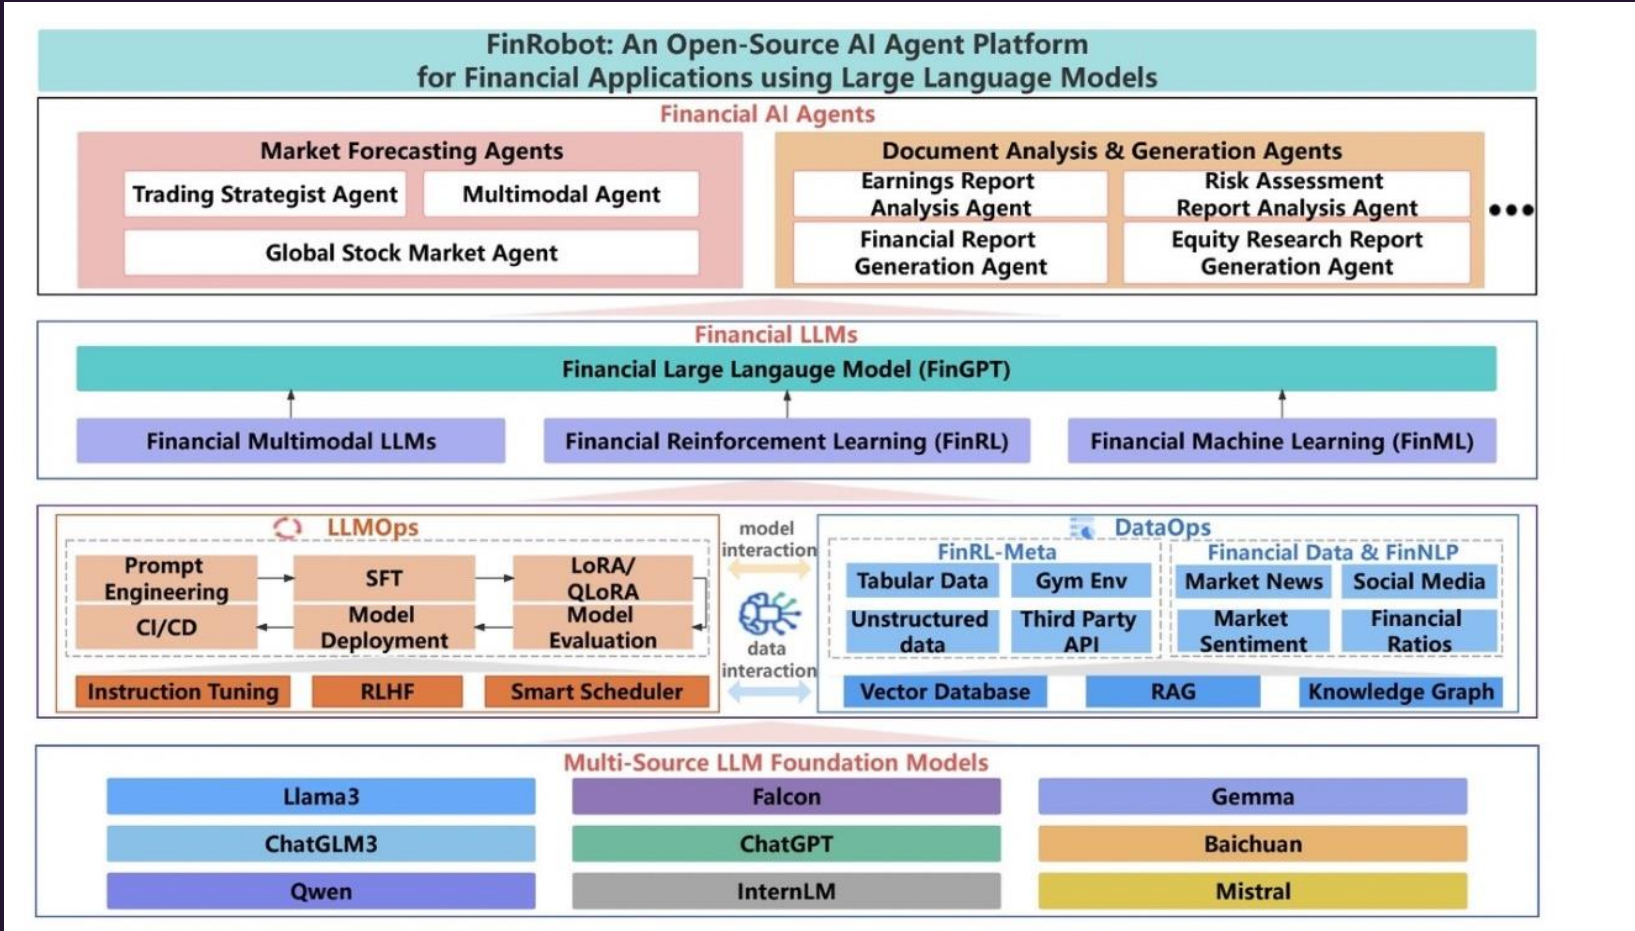 FinRobot: An Open-Source AI Agent Platform
for Financial Applications using Large Language Models
Financial AI Agents
Market Forecasting Agents
Trading Strategist Agent
Multimodal Agent
Global Stock Market Agent
Document Analysis & Generation Agents
Earnings Report
Analysis Agent
Risk Assessment
Report Analysis Agent
Financial Report
Generation Agent
Equity Research Report
Generation Agent
Financial LLMs
Financial Large Langauge Model (FinGPT)
Financial Multimodal LLMs
Financial Reinforcement Learning (FinRL)
Financial Machine Learning (FinML)
LLMOps
Prompt
Engineering
SFT
LoRA/
QLoRA
CI/CD
Model
Deployment
Model
Evaluation
Instruction Tuning
RLHF
Smart Scheduler
model
interaction
data
interaction
DataOps
FinRL-Meta
Tabular Data
Gym Env
Unstructured
data
Third Party
API
Financial Data & FinNLP
Market News
Social Media
Market
Sentiment
Financial
Ratios
Vector Database
RAG
Knowledge Graph
Multi-Source LLM Foundation Models
Llama3
Falcon
Gemma
ChatGLM3
ChatGPT
Baichuan
Qwen
InternLM
Mistral